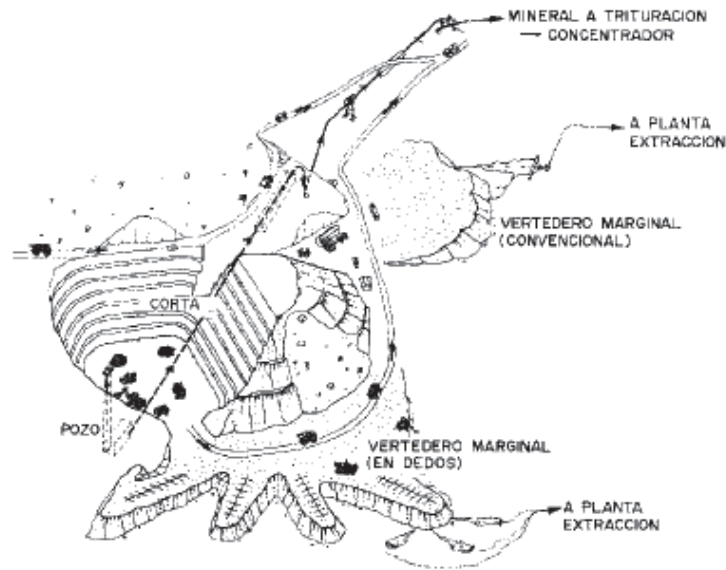 MINERAL A TRITURACION
CONCENTRADOR
A PLANTA
EXTRACCION
VERTEDERO MARGINAL
(CONVENCIONAL)
CORTA
POZO
VERTEDERO MARGINAL
(EN DEDOS)
A PLANTA
EXTRACCION